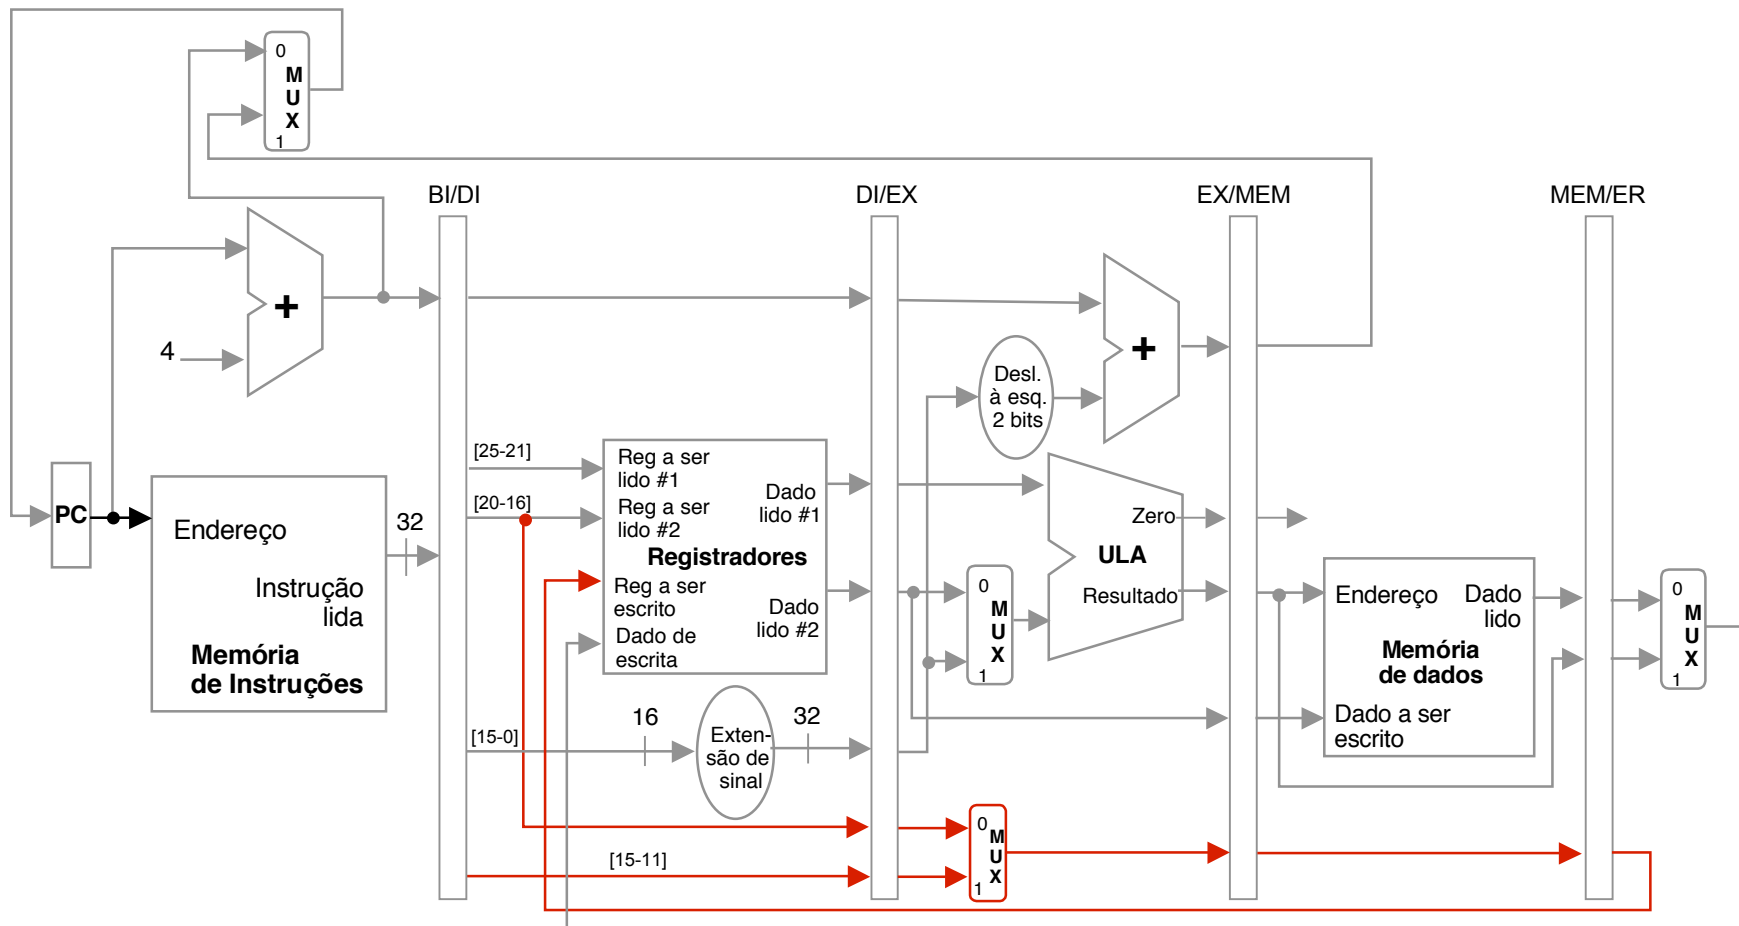 0
M
U
X
1
BI/DI
DI/EX
EX/MEM
MEM/ER
+
4
+
Desl.
à esq.
2 bits
[25-21]
[20-16]
PC
Endereço
Instrução
lida
Memória
de Instruções
32
Reg a ser
lido #1
Reg a ser
lido #2
Registradores
Reg a ser
escrito
Dado de
escrita
Dado
lido #1
Dado
lido #2
0
M
U
X
1
Zero
ULA
Resultado
Endereço
Dado
lido
Memória
de dados
Dado a ser
escrito
0
M
U
X
1
[15-0]
16
Exten-
são de
sinal
32
[15-11]
0
M
U
X
1